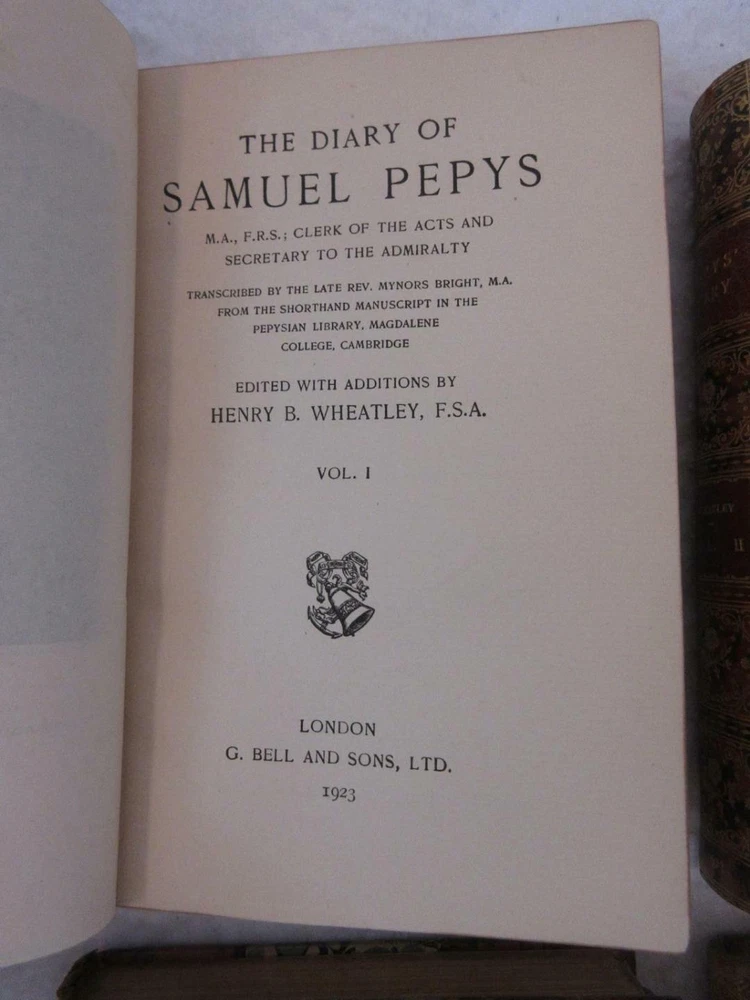 THE DIARY OF
SAMUEL PEPYS
M.A., F.R.S.; CLERK OF THE ACTS AND
SECRETARY TO THE ADMIRALTY
TRANSCRIBED BY THE LATE REV. MYNORS BRIGHT, M.A.
FROM THE SHORTHAND MANUSCRIPT IN THE
PEPYSIAN LIBRARY, MAGDALENE
COLLEGE, CAMBRIDGE
EDITED WITH ADDITIONS BY
HENRY B. WHEATLEY, F.S.A.
VOL. I
LONDON
G. BELL AND SONS, LTD.
1923